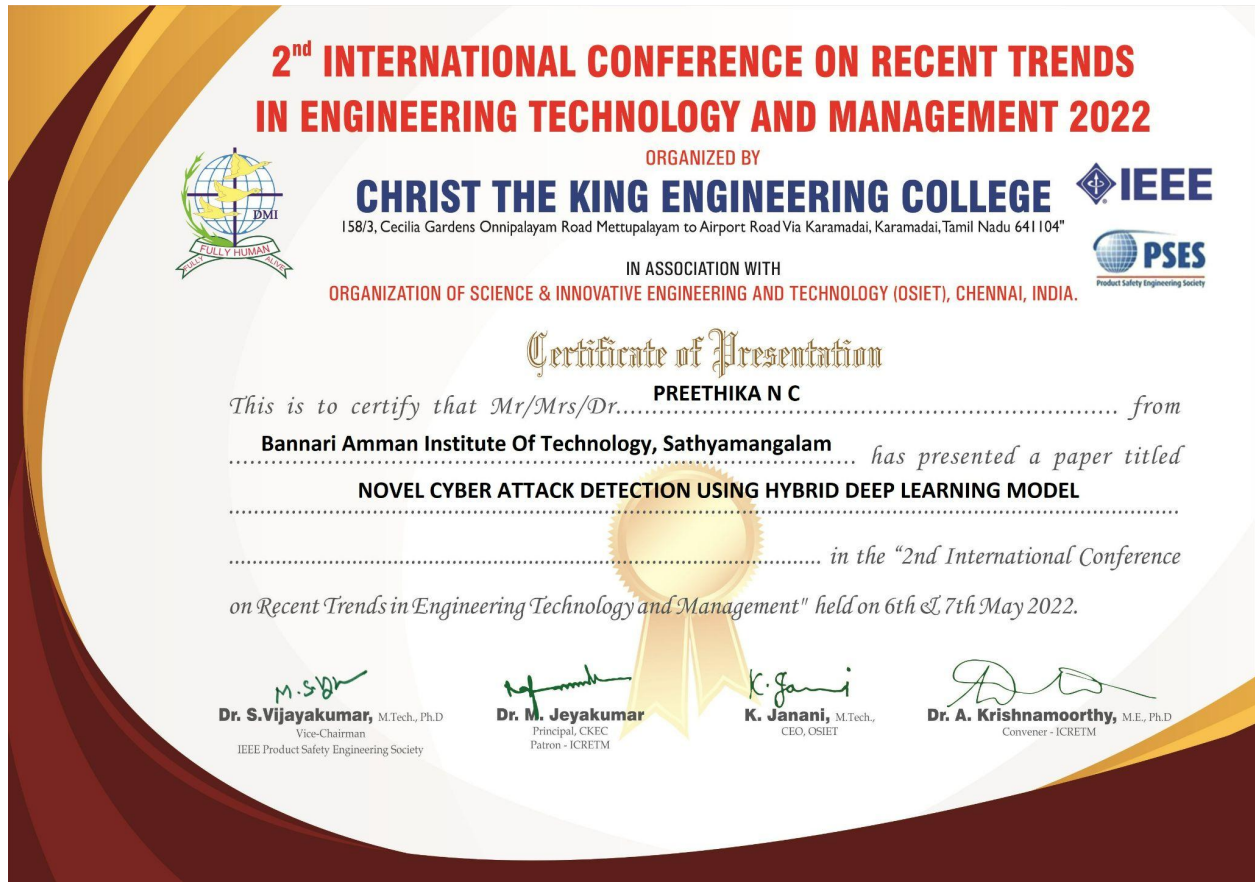 2nd INTERNATIONAL CONFERENCE ON RECENT TRENDS
IN ENGINEERING TECHNOLOGY AND MANAGEMENT 2022
ORGANIZED BY
CHRIST THE KING ENGINEERING COLLEGE
158/3, Cecilia Gardens Onnipalayam Road Mettupalayam to Airport Road Via Karamadai, Karamadai, Tamil Nadu 641104"
DMI
FULLY HUMAN
FULLY ALIVE
IEEE
PSES
Product Safety Engineering Society
IN ASSOCIATION WITH
ORGANIZATION OF SCIENCE & INNOVATIVE ENGINEERING AND TECHNOLOGY (OSIET), CHENNAI, INDIA.
Certificate of Presentation
This is to certify that Mr/Mrs/Dr. PREETHIKA N C from
Bannari Amman Institute Of Technology, Sathyamangalam has presented a paper titled
NOVEL CYBER ATTACK DETECTION USING HYBRID DEEP LEARNING MODEL
in the "2nd International Conference
on Recent Trends in Engineering Technology and Management" held on 6th & 7th May 2022.
K. Jani
Dr. S.Vijayakumar, M.Tech., Ph.D
Vice-Chairman
IEEE Product Safety Engineering Society
Dr. M. Jeyakumar
Principal, CKEC
Patron - ICRETM
K. Janani, M.Tech.,
CEO, OSIET
Dr. A. Krishnamoorthy, M.E., Ph.D
Convener - ICRETM